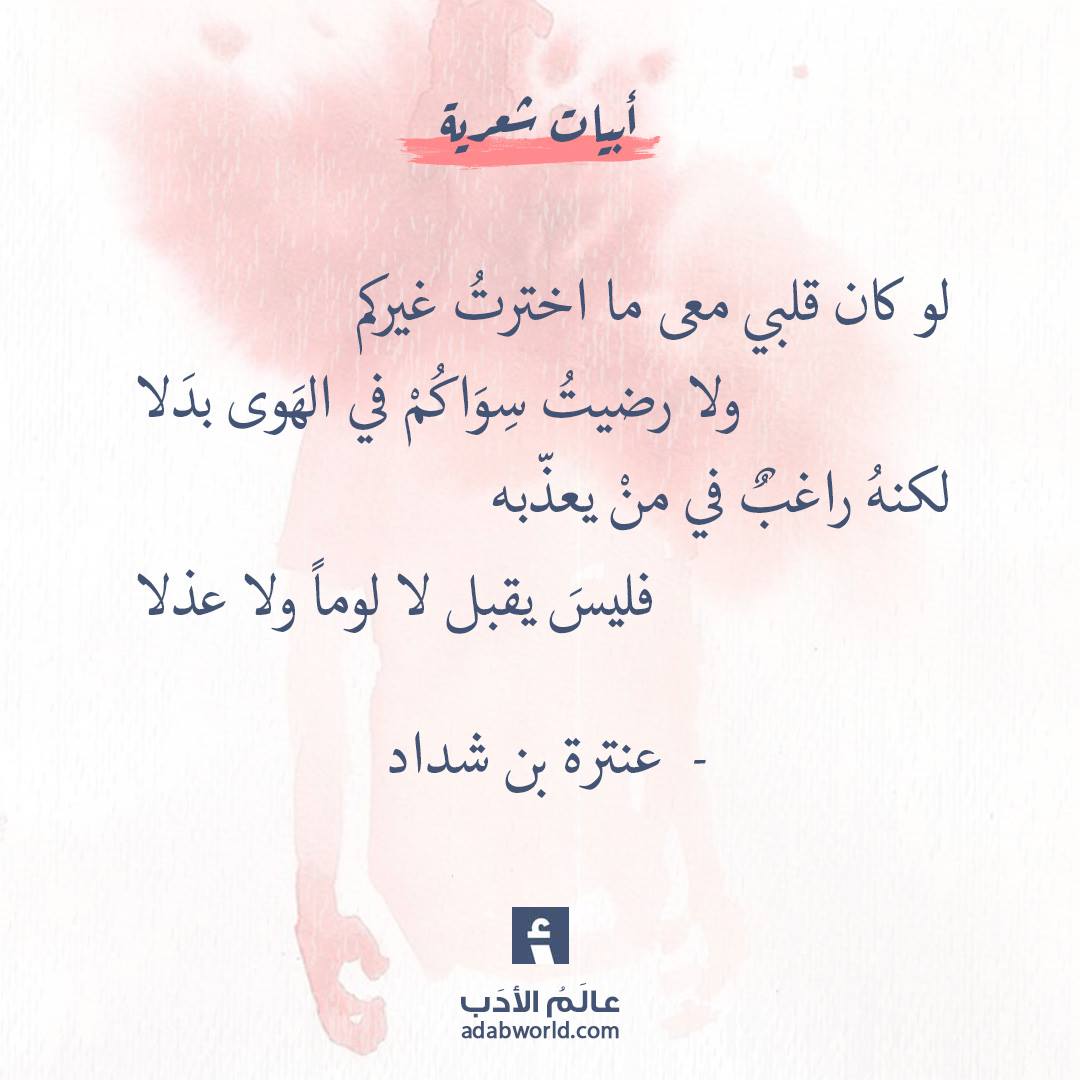 أبيات شعرية
لو كان قلبي معى ما اخترتُ غيركم
ولا رضيتُ سِوَاكُمْ في الهَوى بدَلا
لكنهُ راغبٌ في منْ يعذّبه
فليسَ يقبل لا لوماً ولا عذلا
- عنترة بن شداد
أ
عالَمُ الأدَب
adabworld.com